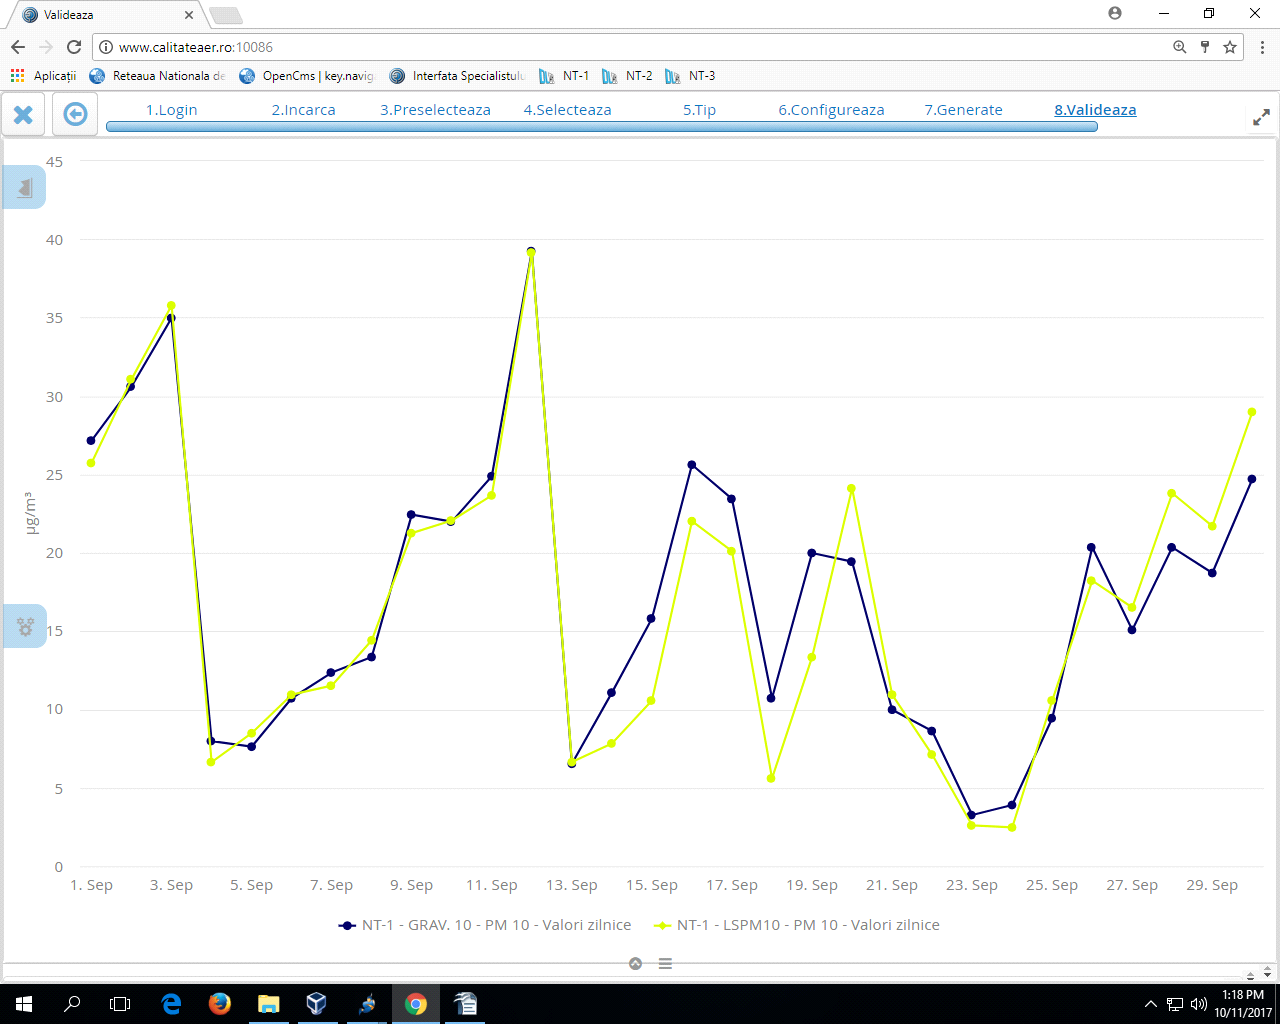 Valideaza
www.calitateaer.ro:10086
Aplicații Reteaua Nationala de OpenCms | key.navig Interfata Specialistulu NT-1 NT-2 NT-3
1.Login 2.Incarca 3.Preselecteaza 4.Selecteaza 5.Tip 6.Configureaza 7.Generate 8.Valideaza
45
40
35
30
25
20
15
10
5
0
µg/m³
1. Sep 3. Sep 5. Sep 7. Sep 9. Sep 11. Sep 13. Sep 15. Sep 17. Sep 19. Sep 21. Sep 23. Sep 25. Sep 27. Sep 29. Sep
NT-1 - GRAV. 10 - PM 10 - Valori zilnice NT-1 - LSPM10 - PM 10 - Valori zilnice
1:18 PM
10/11/2017